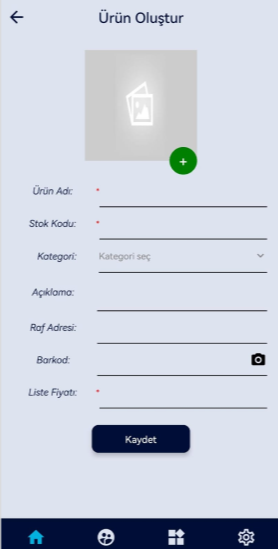 Ürün Oluştur
+
Ürün Adı: *
Stok Kodu: *
Kategori: Kategori seç
Açıklama:
Raf Adresi:
Barkod:
Liste Fiyatı: *
Kaydet